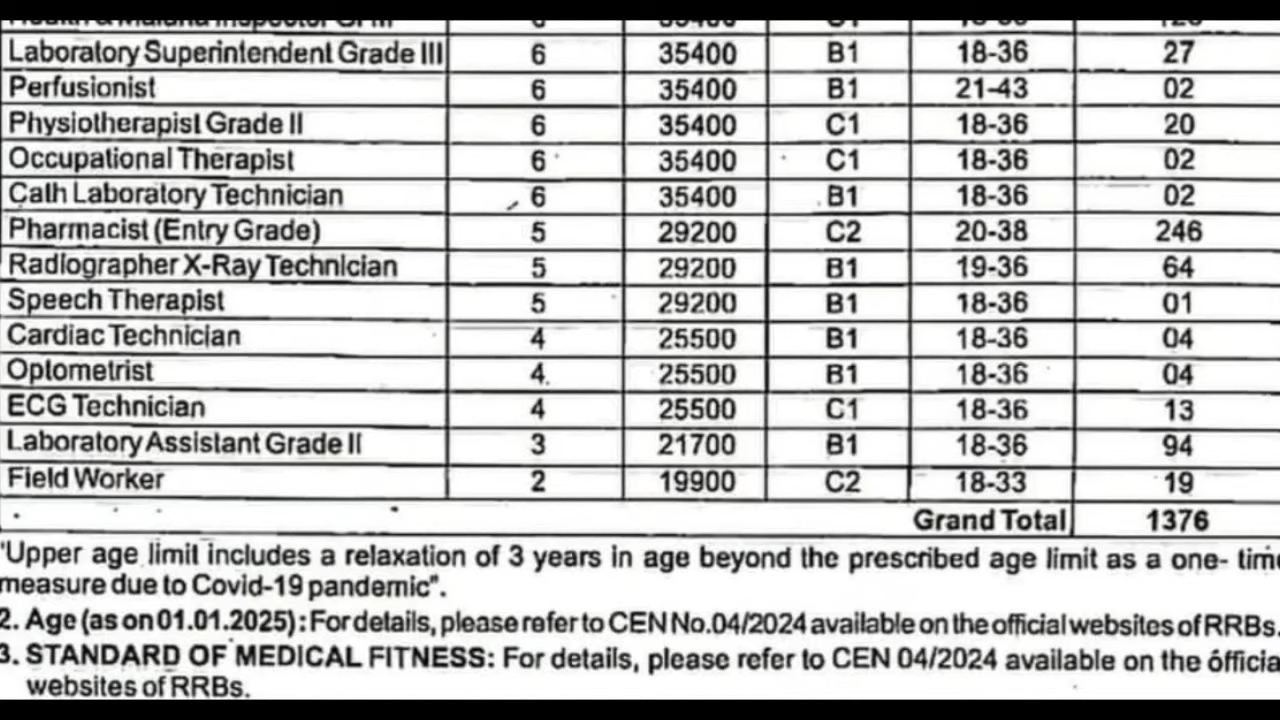 Laboratory Superintendent Grade III 6 35400 B1 18-36 27
Perfusionist 6 35400 B1 21-43 02
Physiotherapist Grade II 6 35400 C1 18-36 20
Occupational Therapist 6 35400 C1 18-36 02
Cath Laboratory Technician 6 35400 B1 18-36 02
Pharmacist (Entry Grade) 5 29200 C2 20-38 246
Radiographer X-Ray Technician 5 29200 B1 19-36 64
Speech Therapist 5 29200 B1 18-36 01
Cardiac Technician 4 25500 B1 18-36 04
Optometrist 4 25500 B1 18-36 04
ECG Technician 4 25500 C1 18-36 13
Laboratory Assistant Grade II 3 21700 B1 18-36 94
Field Worker 2 19900 C2 18-33 19
Grand Total 1376
"Upper age limit includes a relaxation of 3 years in age beyond the prescribed age limit as a one- time
measure due to Covid-19 pandemic".
2. Age (as on 01.01.2025): For details, please refer to CEN No.04/2024 available on the official websites of RRBs.
3. STANDARD OF MEDICAL FITNESS: For details, please refer to CEN 04/2024 available on the official
websites of RRBs.